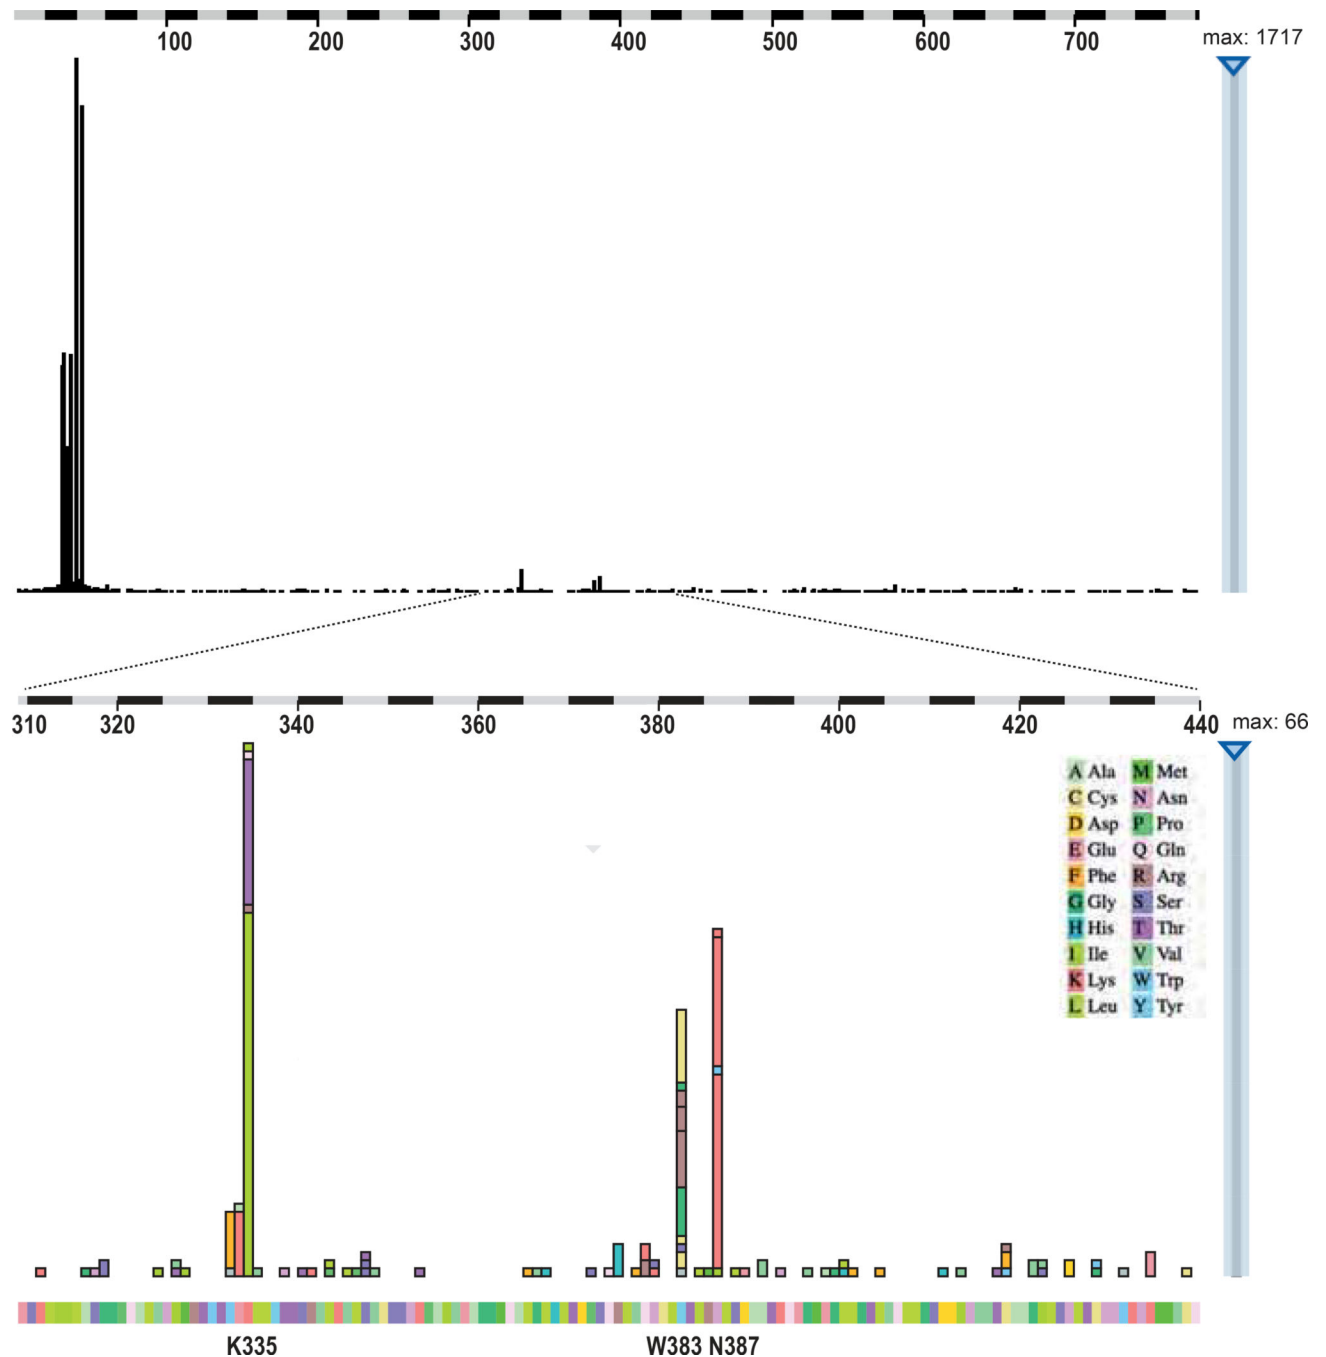 100 200 300 400 500 600 700 max: 1717
310 320 340 360 380 400 420 440 max: 66
A Ala M Met
C Cys N Asn
D Asp P Pro
E Glu Q Gln
F Phe R Arg
G Gly S Ser
H His T Thr
I Ile V Val
K Lys W Trp
L Leu Y Tyr
K335 W383 N387